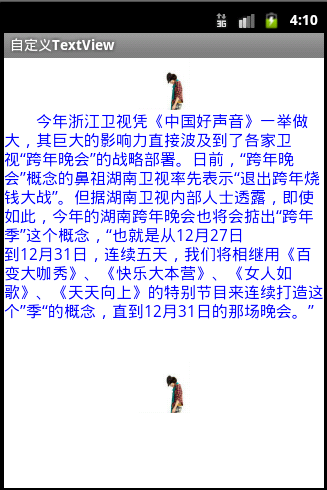 3G 4:10
自定义TextView
今年浙江卫视凭《中国好声音》一举做
大，其巨大的影响力直接波及到了各家卫
视“跨年晚会”的战略部署。日前，“跨年晚
会”概念的鼻祖湖南卫视率先表示“退出跨年烧
钱大战”。但据湖南卫视内部人士透露，即使
如此，今年的湖南跨年晚会也将会掂出“跨年
季”这个概念，“也就是从12月27日
到12月31日，连续五天，我们将相继用《百
变大咖秀》、《快乐大本营》、《女人如
歌》、《天天向上》的特别节目来连续打造这
个”季“的概念，直到12月31日的那场晚会。”